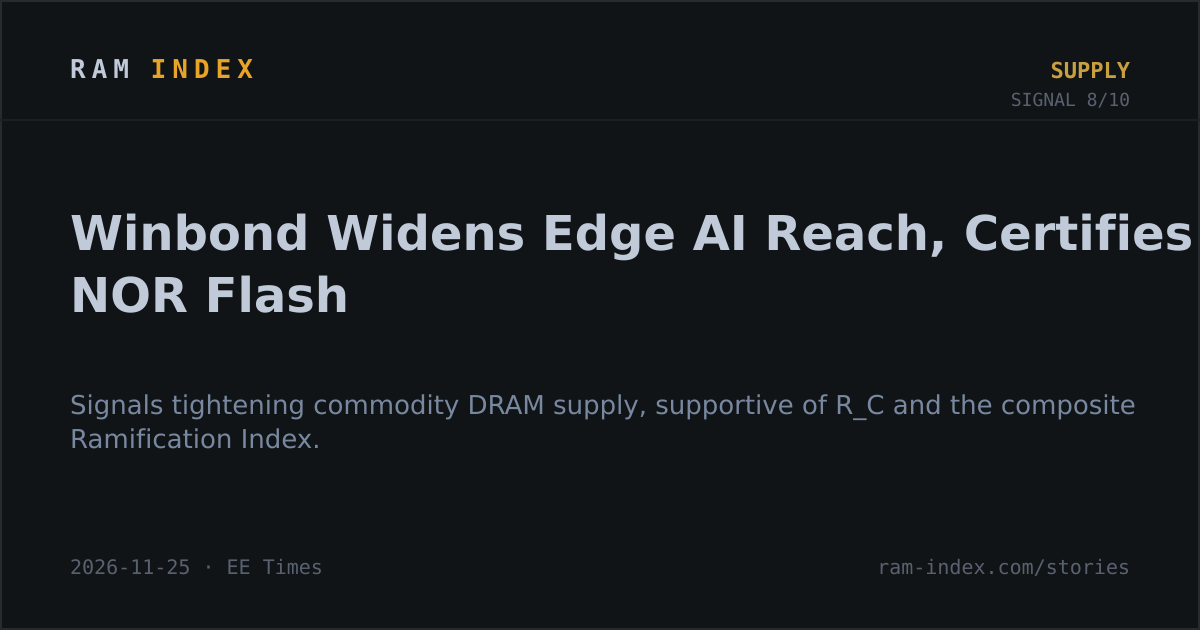 RAM INDEX
SUPPLY
SIGNAL 8/10
Winbond Widens Edge AI Reach, Certifies
NOR Flash
Signals tightening commodity DRAM supply, supportive of R_C and the composite
Ramification Index.
2026-11-25 · EE Times
ram-index.com/stories